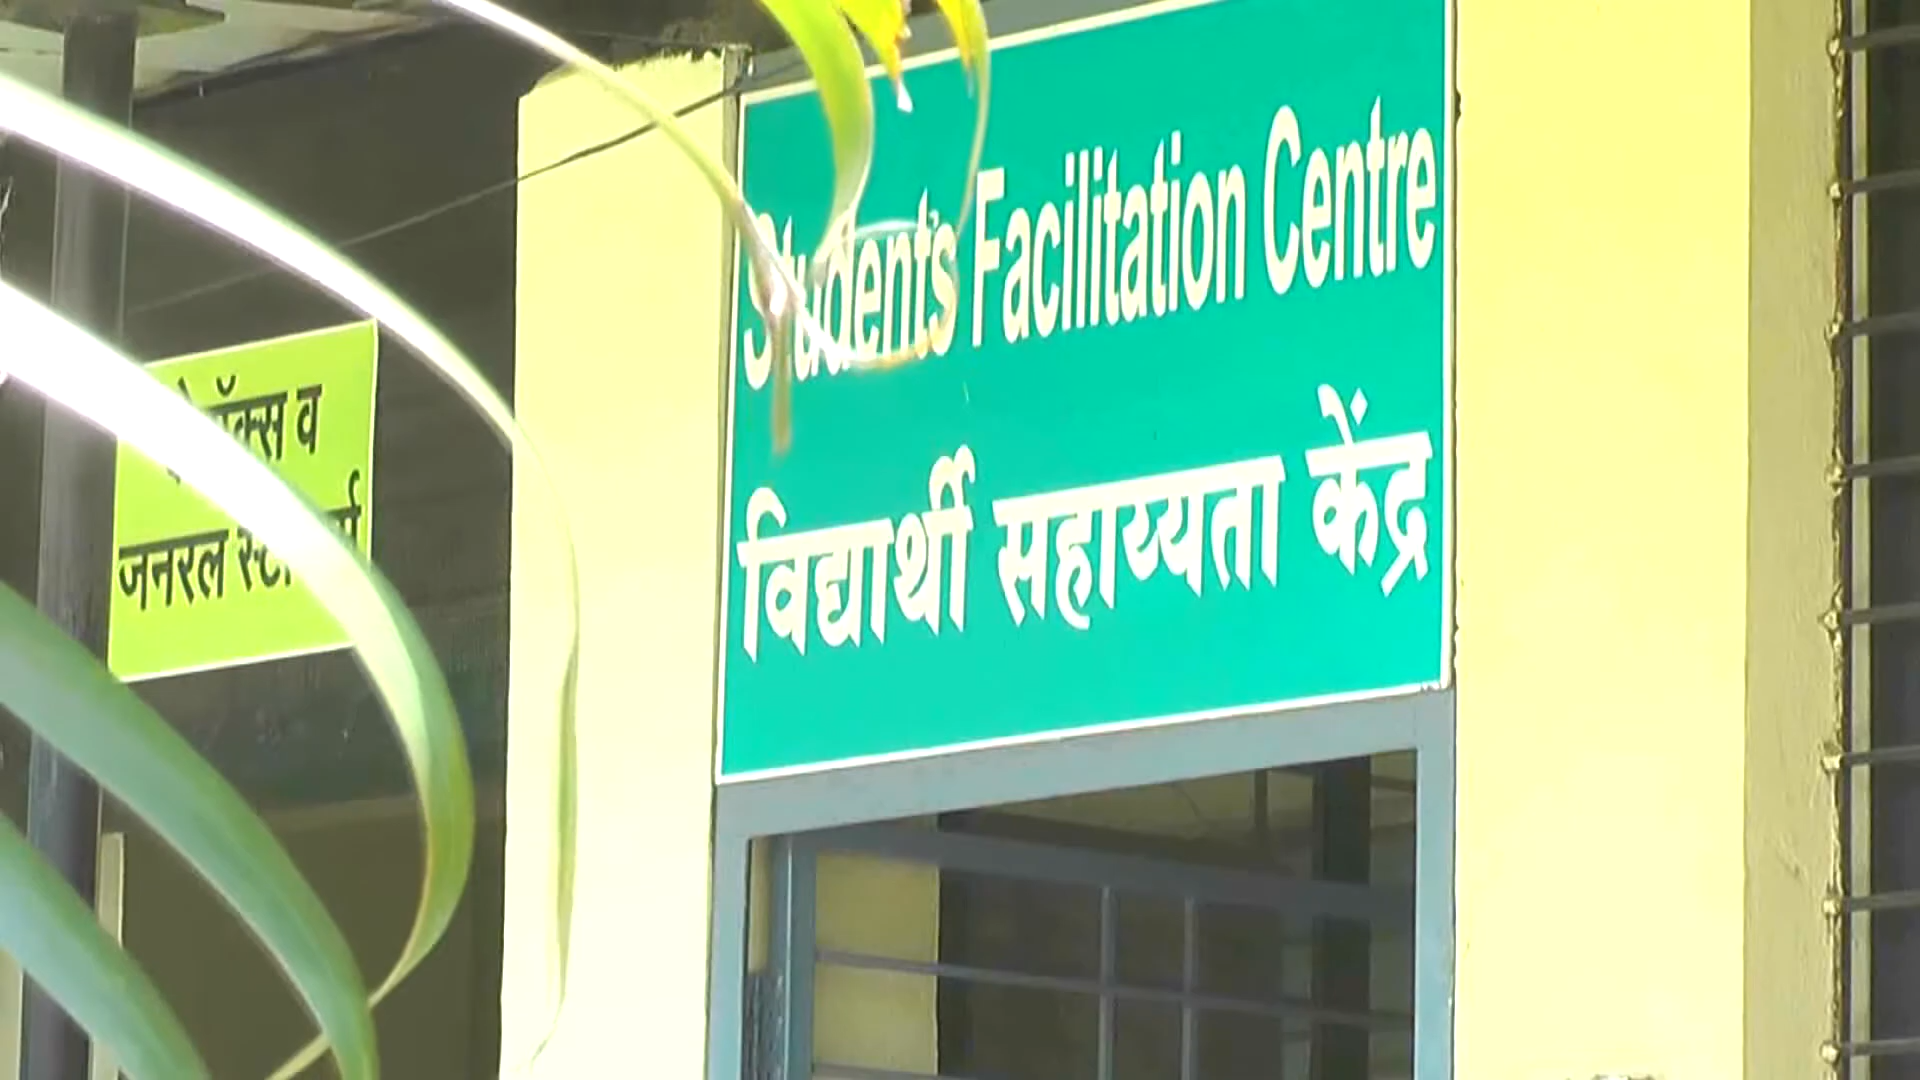 Student's Facilitation Centre
विद्यार्थी सहाय्यता केंद्र
व
जनरल